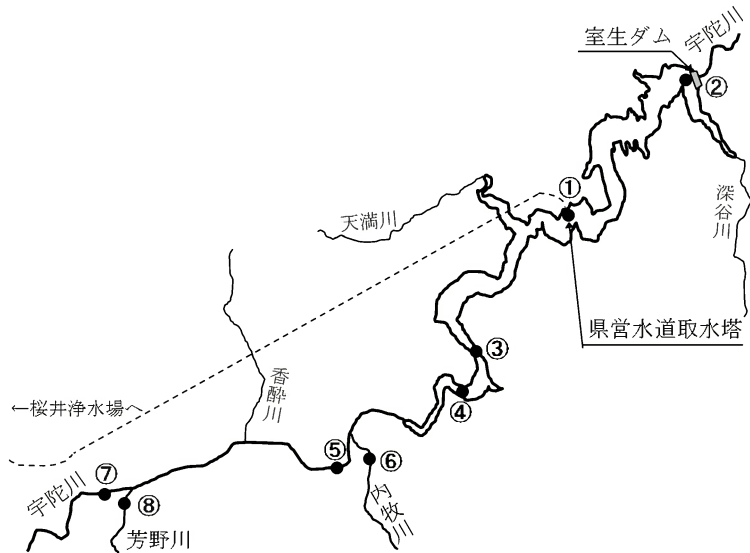 室生ダム
宇陀川
②
①
深谷川
天満川
県営水道取水塔
③
香酔川
④
←桜井浄水場へ
⑤
⑥
⑦
宇陀川
⑧
内牧川
芳野川